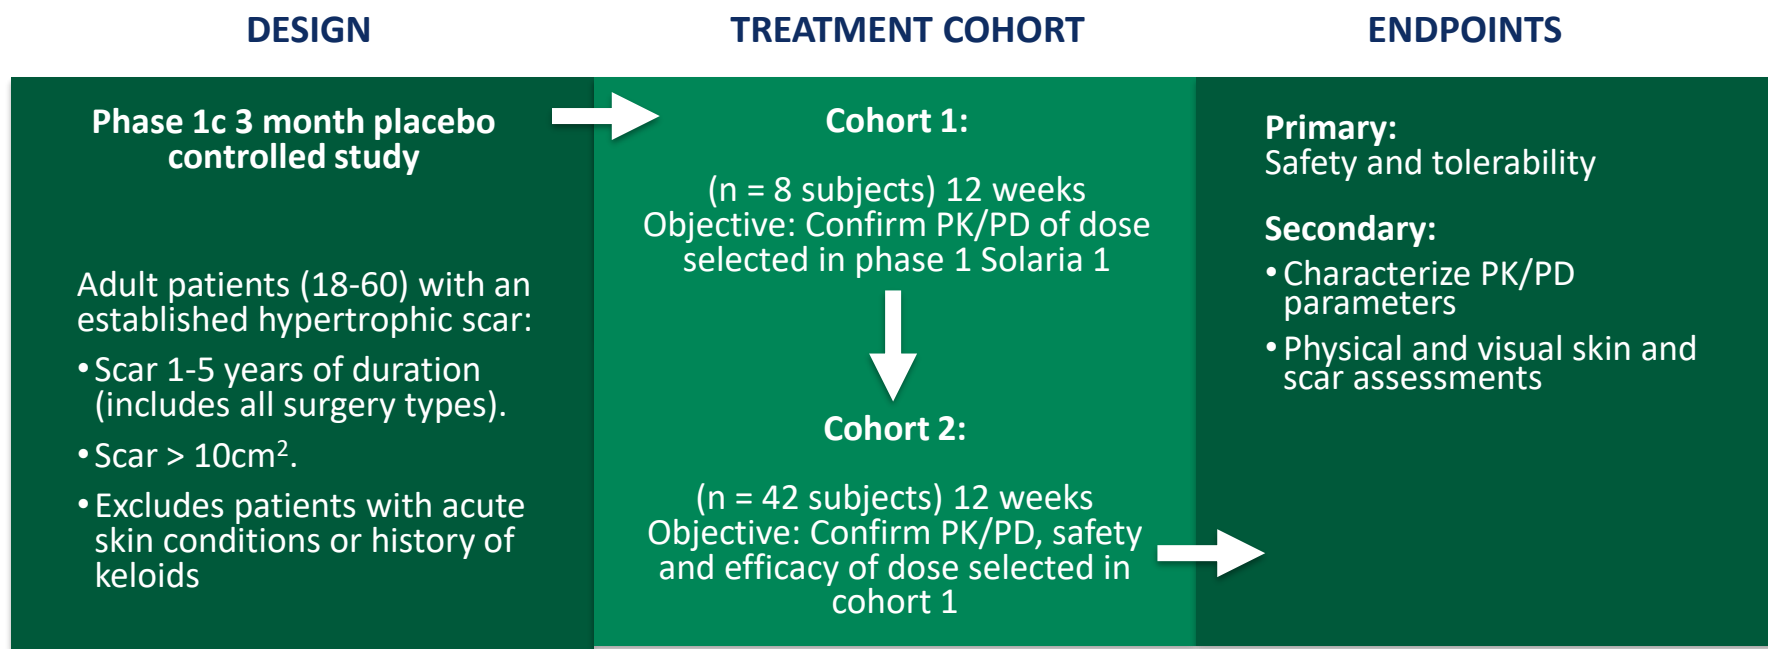 DESIGN
TREATMENT COHORT
ENDPOINTS
Phase 1c 3 month placebo
controlled study
Adult patients (18-60) with an
established hypertrophic scar:
• Scar 1-5 years of duration
(includes all surgery types).
• Scar > 10cm².
• Excludes patients with acute
skin conditions or history of
keloids
Cohort 1:
(n = 8 subjects) 12 weeks
Objective: Confirm PK/PD of dose
selected in phase 1 Solaria 1
Cohort 2:
(n = 42 subjects) 12 weeks
Objective: Confirm PK/PD, safety
and efficacy of dose selected in
cohort 1
Primary:
Safety and tolerability
Secondary:
• Characterize PK/PD
parameters
• Physical and visual skin and
scar assessments